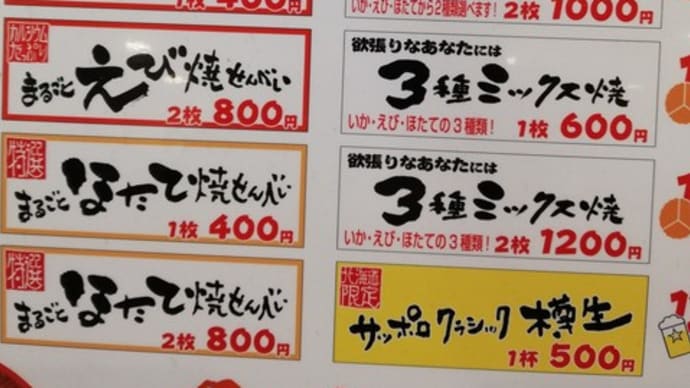 1枚 400円
カルシウム
たっぷり
まるごと えび焼せんべい
2枚 800円
特選
まるごと ほたて焼せんべい
1枚 400円
特選
まるごと ほたて焼せんべい
2枚 800円
いか・えび・ほたてから2種類選べます! 2枚 1000円
欲張りなあなたには
3種ミックス焼
いか・えび・ほたての3種類! 1枚 600円
欲張りなあなたには
3種ミックス焼
いか・えび・ほたての3種類! 2枚 1200円
北海道
限定
サッポロクラシック 樽生
1杯 500円